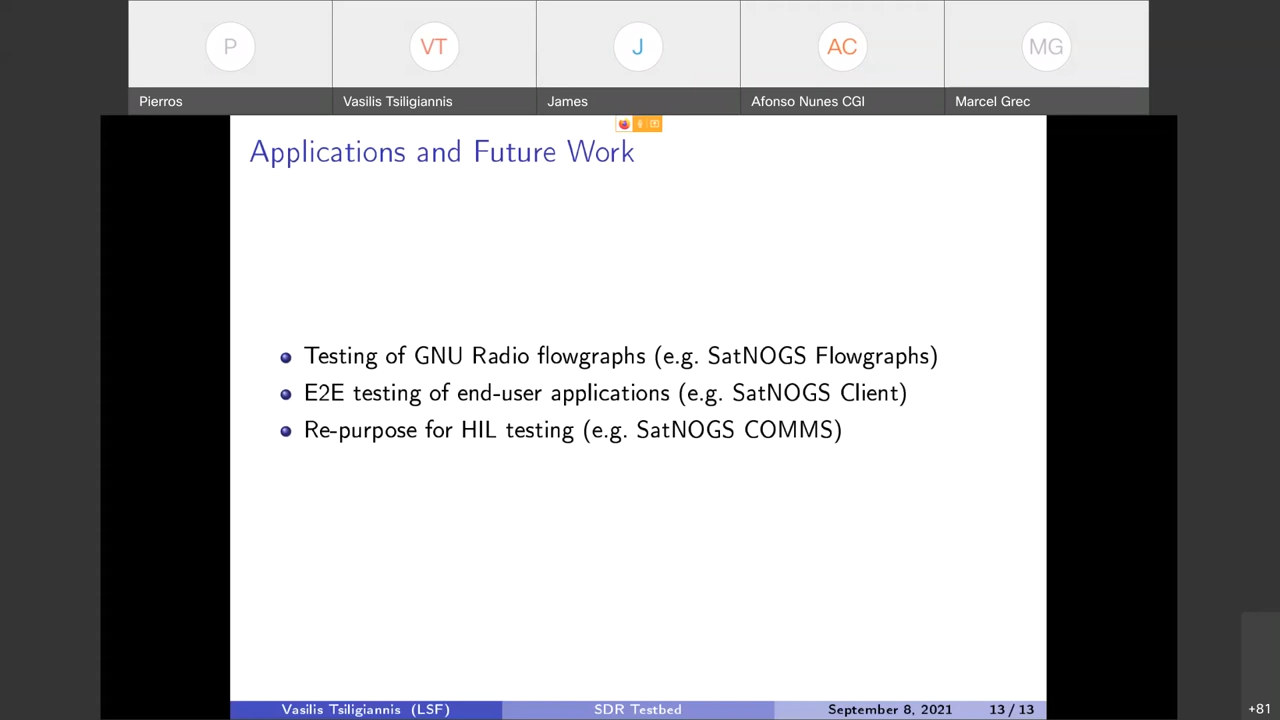 P
VT
J
AC
MG
Pierros
Vasilis Tsiligiannis
James
Afonso Nunes CGI
Marcel Grec
Applications and Future Work
Testing of GNU Radio flowgraphs (e.g. SatNOGS Flowgraphs)
E2E testing of end-user applications (e.g. SatNOGS Client)
Re-purpose for HIL testing (e.g. SatNOGS COMMS)
Vasilis Tsiligiannis (LSF)
SDR Testbed
September 8, 2021
13 / 13
+81